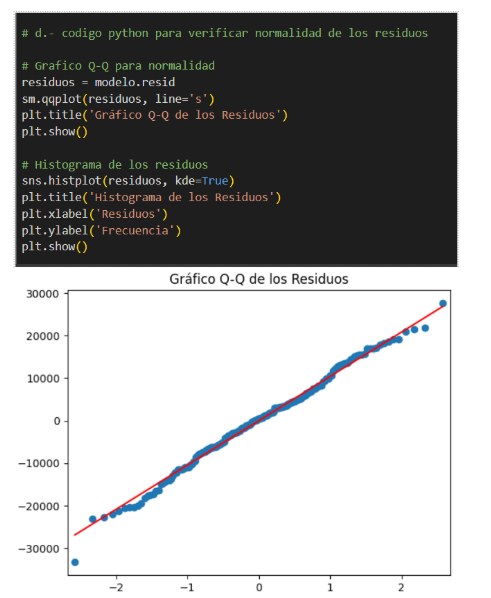 # d.- codigo python para verificar normalidad de los residuos
# Grafico Q-Q para normalidad
residuos = modelo.resid
sm.qqplot(residuos, line='s')
plt.title('Gráfico Q-Q de los Residuos')
plt.show()
# Histograma de los residuos
sns.histplot(residuos, kde=True)
plt.title('Histograma de los Residuos')
plt.xlabel('Residuos')
plt.ylabel('Frecuencia')
plt.show()
Gráfico Q-Q de los Residuos
30000
20000
10000
0
−10000
−20000
−30000
−2 −1 0 1 2